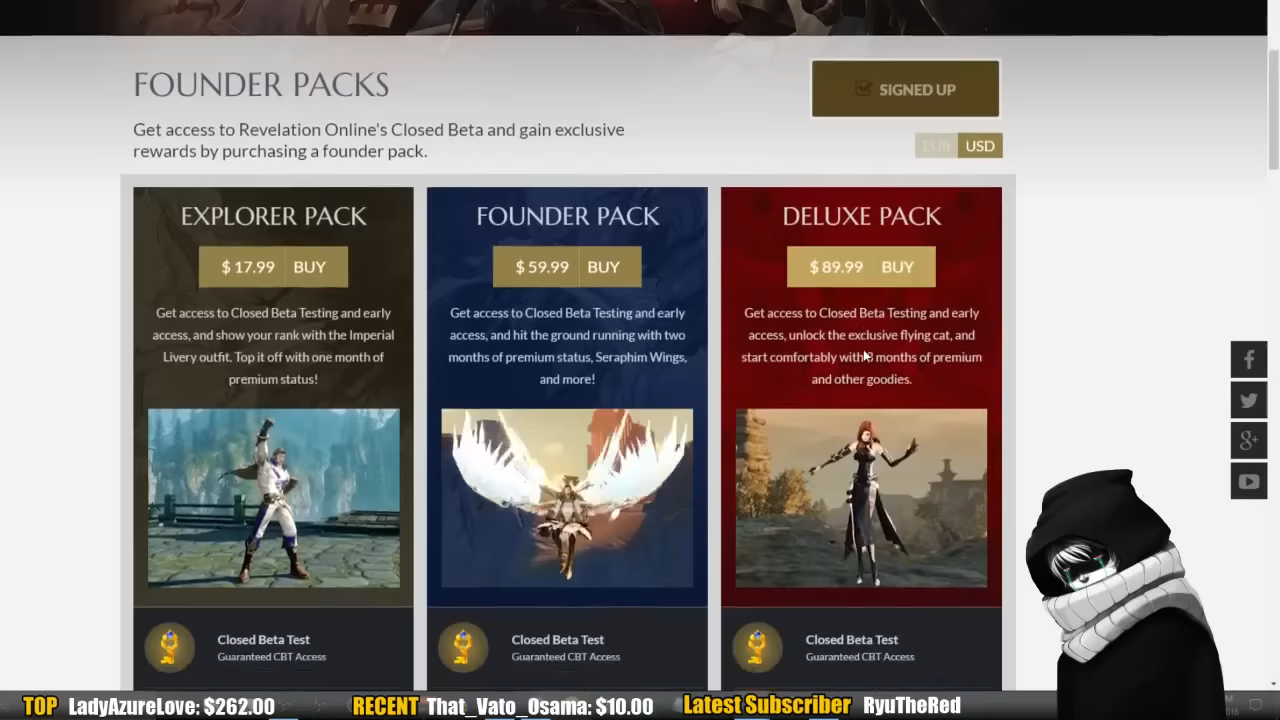 FOUNDER PACKS
SIGNED UP
Get access to Revelation Online's Closed Beta and gain exclusive
rewards by purchasing a founder pack.
EUR USD
EXPLORER PACK
$ 17.99 BUY
Get access to Closed Beta Testing and early
access, and show your rank with the Imperial
Livery outfit. Top it off with one month of
premium status!
Closed Beta Test
Guaranteed CBT Access
FOUNDER PACK
$ 59.99 BUY
Get access to Closed Beta Testing and early
access, and hit the ground running with two
months of premium status, Seraphim Wings,
and more!
Closed Beta Test
Guaranteed CBT Access
DELUXE PACK
$ 89.99 BUY
Get access to Closed Beta Testing and early
access, unlock the exclusive flying cat, and
start comfortably with 3 months of premium
and other goodies.
Closed Beta Test
Guaranteed CBT Access
TOP LadyAzureLove: $262.00 RECENT That_Vato_Osama: $10.00 Latest Subscriber RyuTheRed